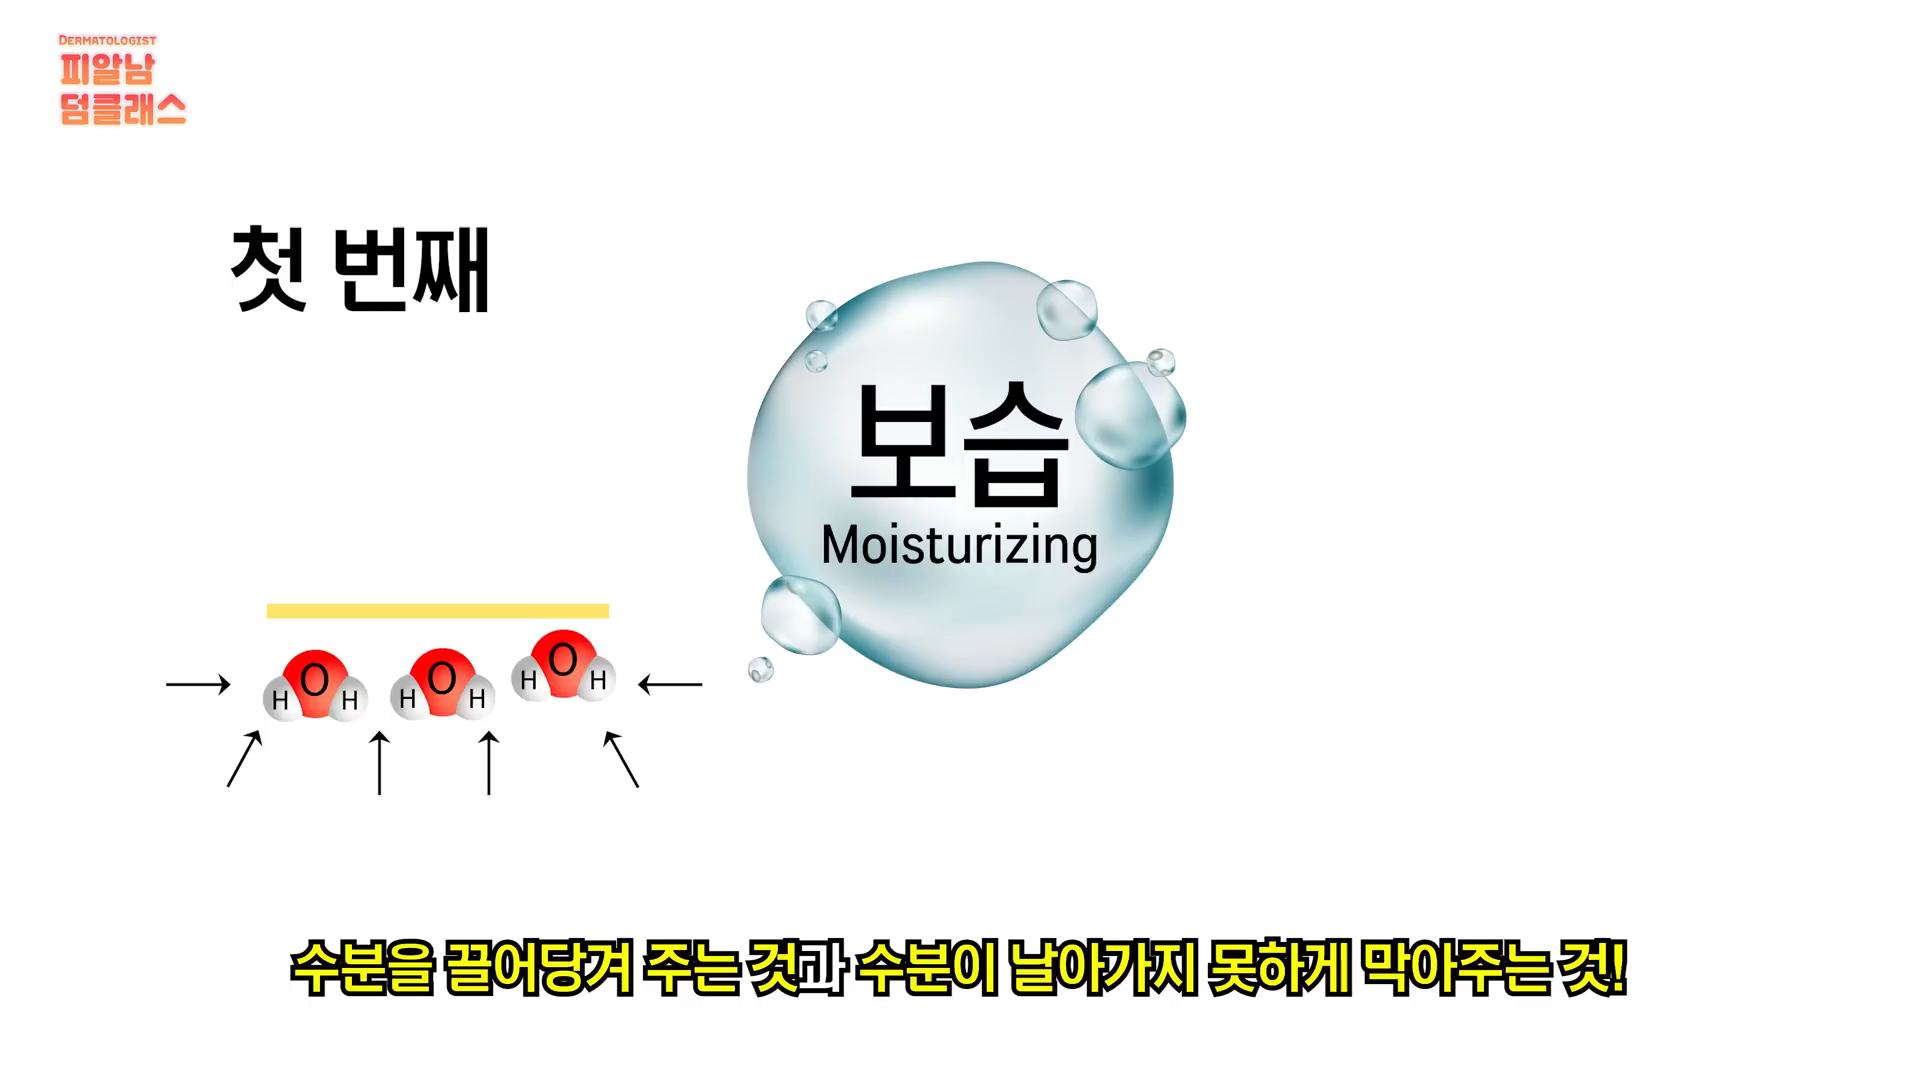 DERMATOLOGIST
피알남
덤클래스
첫 번째
보습
Moisturizing
O H H
O H H
O H H
수분을 끌어당겨 주는 것과 수분이 날아가지 못하게 막아주는 것!